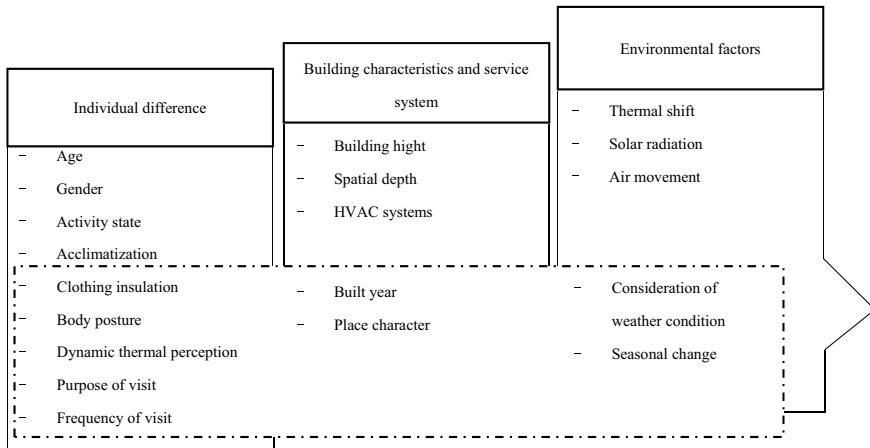 Individual difference
- Age
- Gender
- Activity state
- Acclimatization
- Clothing insulation
- Body posture
- Dynamic thermal perception
- Purpose of visit
- Frequency of visit
Building characteristics and service
system
- Building hight
- Spatial depth
- HVAC systems
- Built year
- Place character
Environmental factors
- Thermal shift
- Solar radiation
- Air movement
- Consideration of
weather condition
- Seasonal change